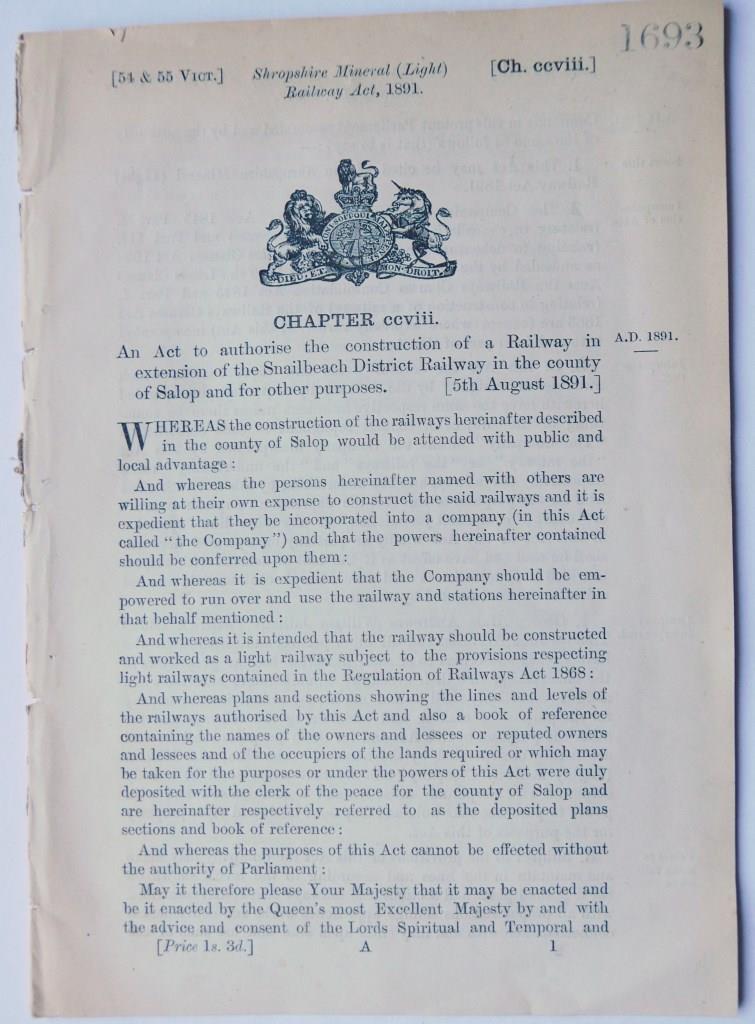 1693
[54 & 55 VICT.] Shropshire Mineral (Light) [Ch. ccviii.]
Railway Act, 1891.
DIEU·ET· MON·DROIT·
CHAPTER ccviii.
An Act to authorise the construction of a Railway in A.D. 1891.
extension of the Snailbeach District Railway in the county
of Salop and for other purposes. [5th August 1891.]
WHEREAS the construction of the railways hereinafter described
in the county of Salop would be attended with public and
local advantage:
And whereas the persons hereinafter named with others are
willing at their own expense to construct the said railways and it is
expedient that they be incorporated into a company (in this Act
called "the Company") and that the powers hereinafter contained
should be conferred upon them:
And whereas it is expedient that the Company should be em-
powered to run over and use the railway and stations hereinafter in
that behalf mentioned:
And whereas it is intended that the railway should be constructed
and worked as a light railway subject to the provisions respecting
light railways contained in the Regulation of Railways Act 1868:
And whereas plans and sections showing the lines and levels of
the railways authorised by this Act and also a book of reference
containing the names of the owners and lessees or reputed owners
and lessees and of the occupiers of the lands required or which may
be taken for the purposes or under the powers of this Act were duly
deposited with the clerk of the peace for the county of Salop and
are hereinafter respectively referred to as the deposited plans
sections and book of reference:
And whereas the purposes of this Act cannot be effected without
the authority of Parliament:
May it therefore please Your Majesty that it may be enacted and
be it enacted by the Queen's most Excellent Majesty by and with
the advice and consent of the Lords Spiritual and Temporal and
[Price 1s. 3d.] A 1